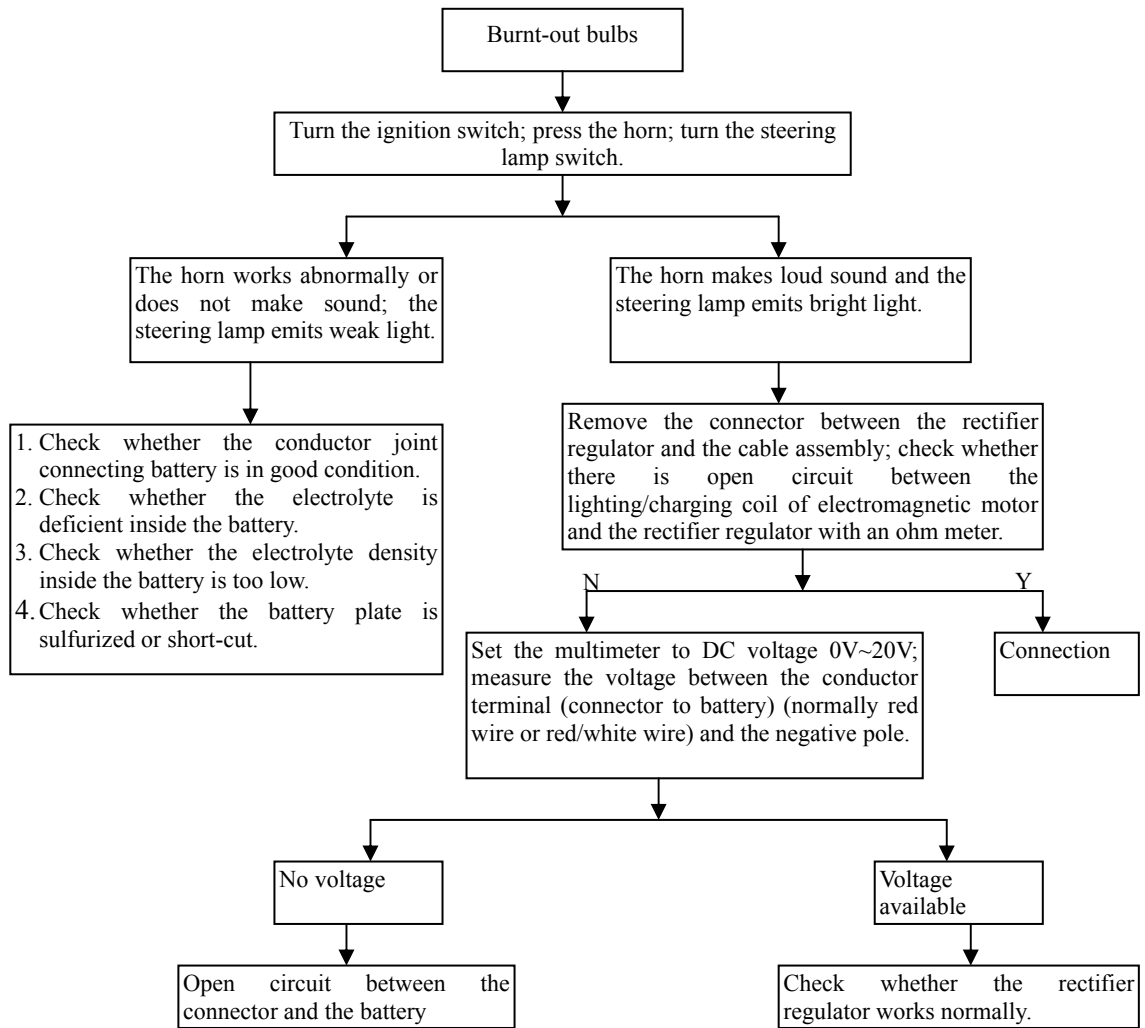 Burnt-out bulbs
Turn the ignition switch; press the horn; turn the steering
lamp switch.
The horn works abnormally or
does not make sound; the
steering lamp emits weak light.
The horn makes loud sound and the
steering lamp emits bright light.
1. Check whether the conductor joint
connecting battery is in good condition.
2. Check whether the electrolyte is
deficient inside the battery.
3. Check whether the electrolyte density
inside the battery is too low.
4. Check whether the battery plate is
sulfurized or short-cut.
Remove the connector between the rectifier
regulator and the cable assembly; check whether
there is open circuit between the
lighting/charging coil of electromagnetic motor
and the rectifier regulator with an ohm meter.
N
Y
Set the multimeter to DC voltage 0V~20V;
measure the voltage between the conductor
terminal (connector to battery) (normally red
wire or red/white wire) and the negative pole.
Connection
No voltage
Voltage
available
Open circuit between the
connector and the battery
Check whether the rectifier
regulator works normally.